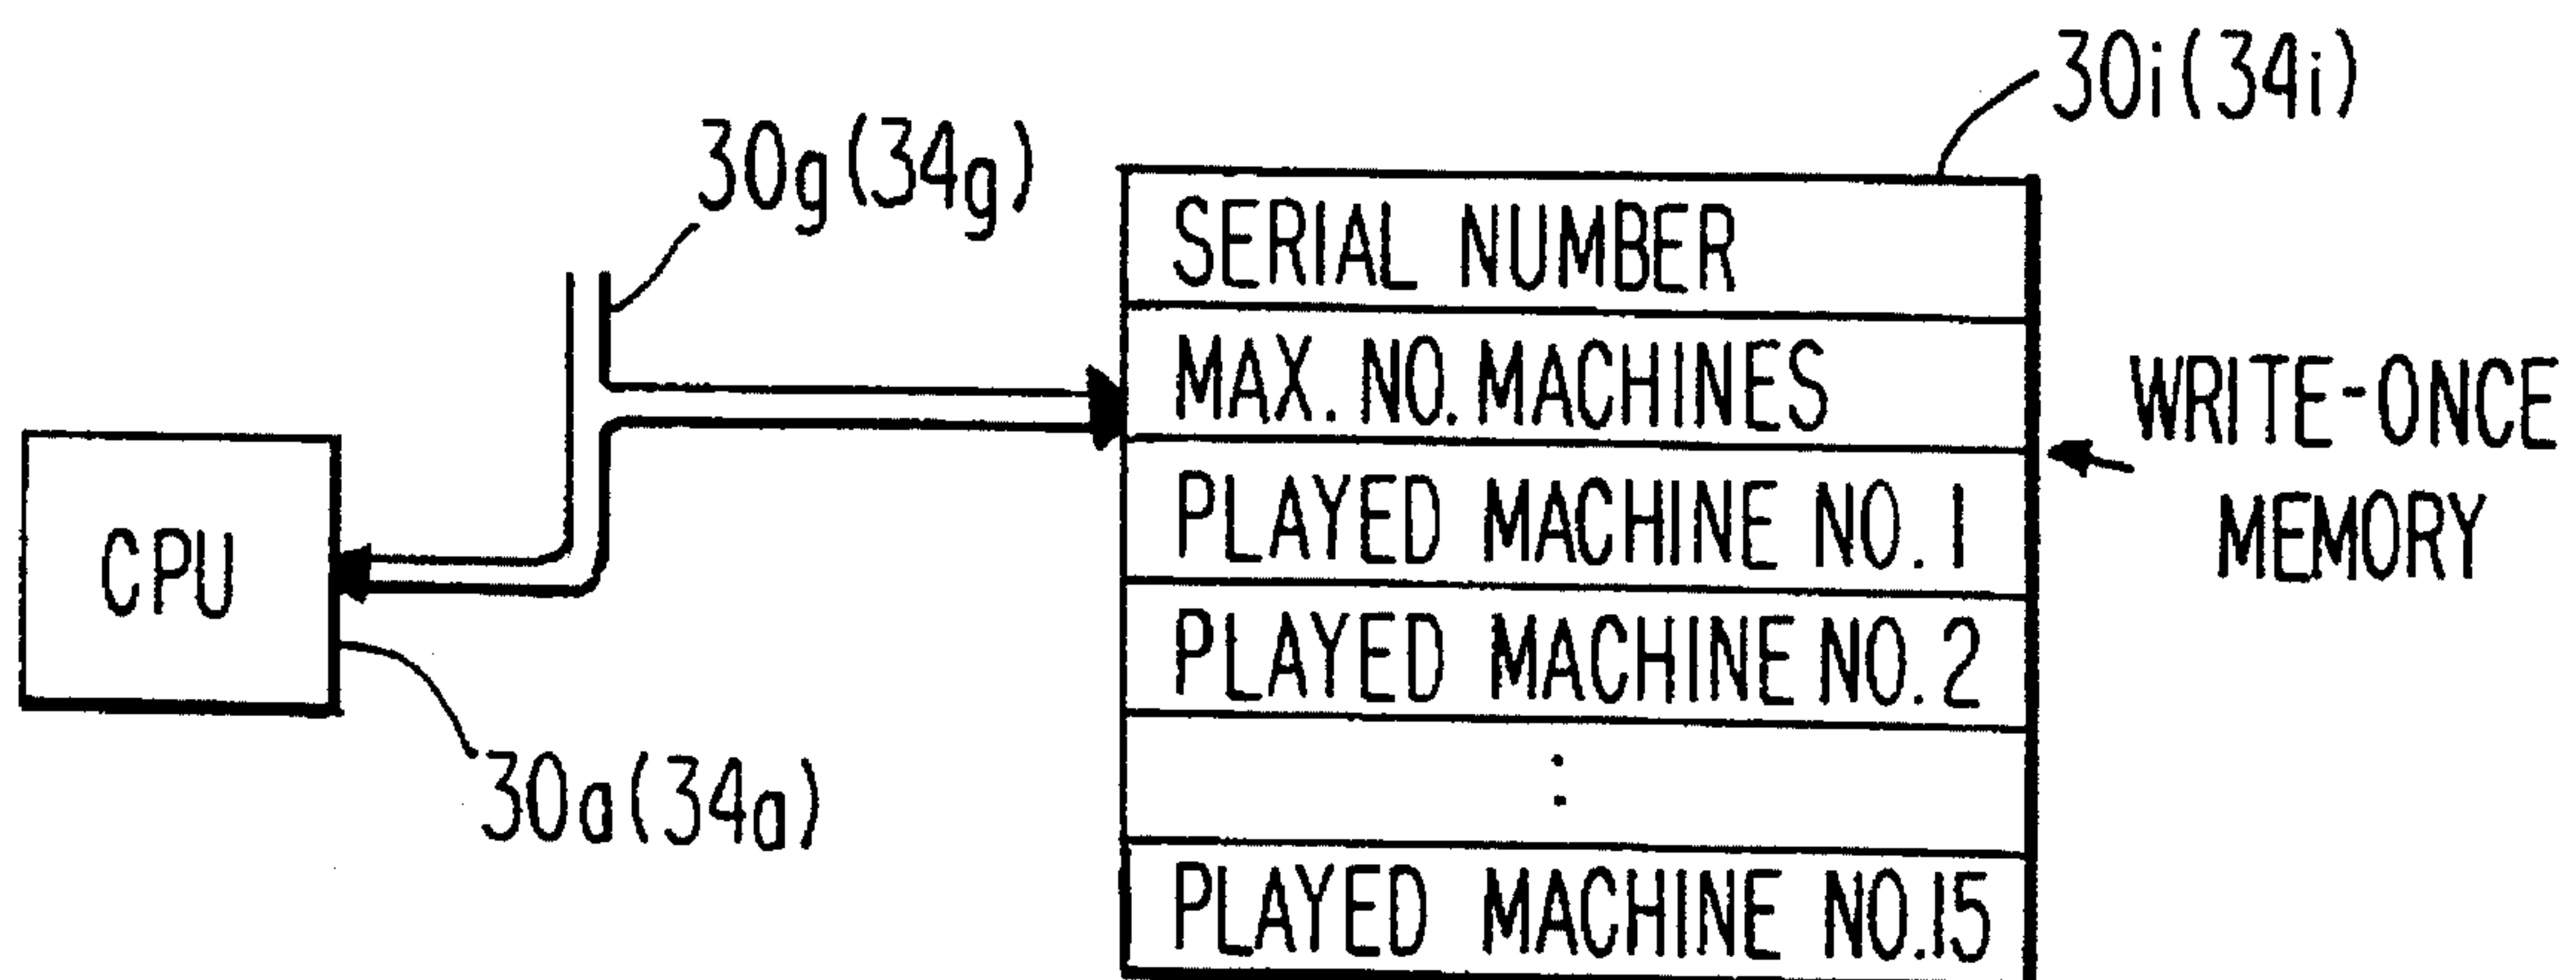 30i(34i)
30g(34g)
SERIAL NUMBER
MAX. NO. MACHINES
WRITE-ONCE
MEMORY
PLAYED MACHINE NO. 1
CPU
PLAYED MACHINE NO. 2
30a(34a)
:
PLAYED MACHINE NO. 15